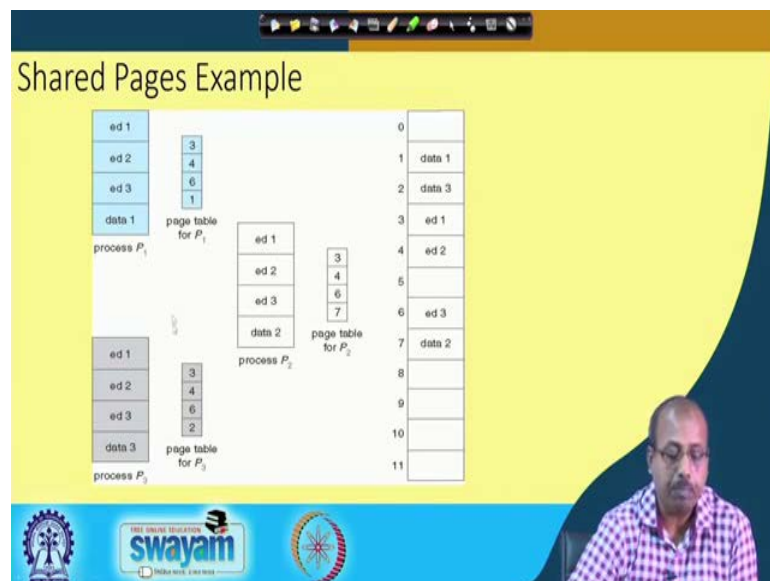 Shared Pages Example
ed 1
ed 2
ed 3
data 1
process P1
3
4
6
1
page table
for P1
ed 1
ed 2
ed 3
data 2
process P2
3
4
6
7
page table
for P2
ed 1
ed 2
ed 3
data 3
process P3
3
4
6
2
page table
for P3
0
1 data 1
2 data 3
3 ed 1
4 ed 2
5
6 ed 3
7 data 2
8
9
10
11
FREE ONLINE EDUCATION
swayam